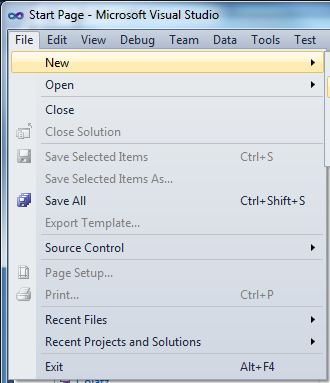 Start Page - Microsoft Visual Studio
File Edit View Debug Team Data Tools Test
New
Open
Close
Close Solution
Save Selected Items Ctrl+S
Save Selected Items As...
Save All Ctrl+Shift+S
Export Template...
Source Control
Page Setup...
Print... Ctrl+P
Recent Files
Recent Projects and Solutions
Exit Alt+F4